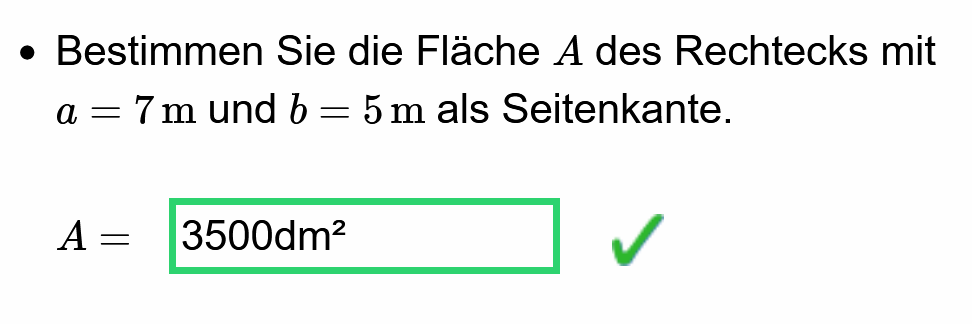 • Bestimmen Sie die Fläche A des Rechtecks mit
a = 7 m und b = 5 m als Seitenkante.
A = 3500dm²